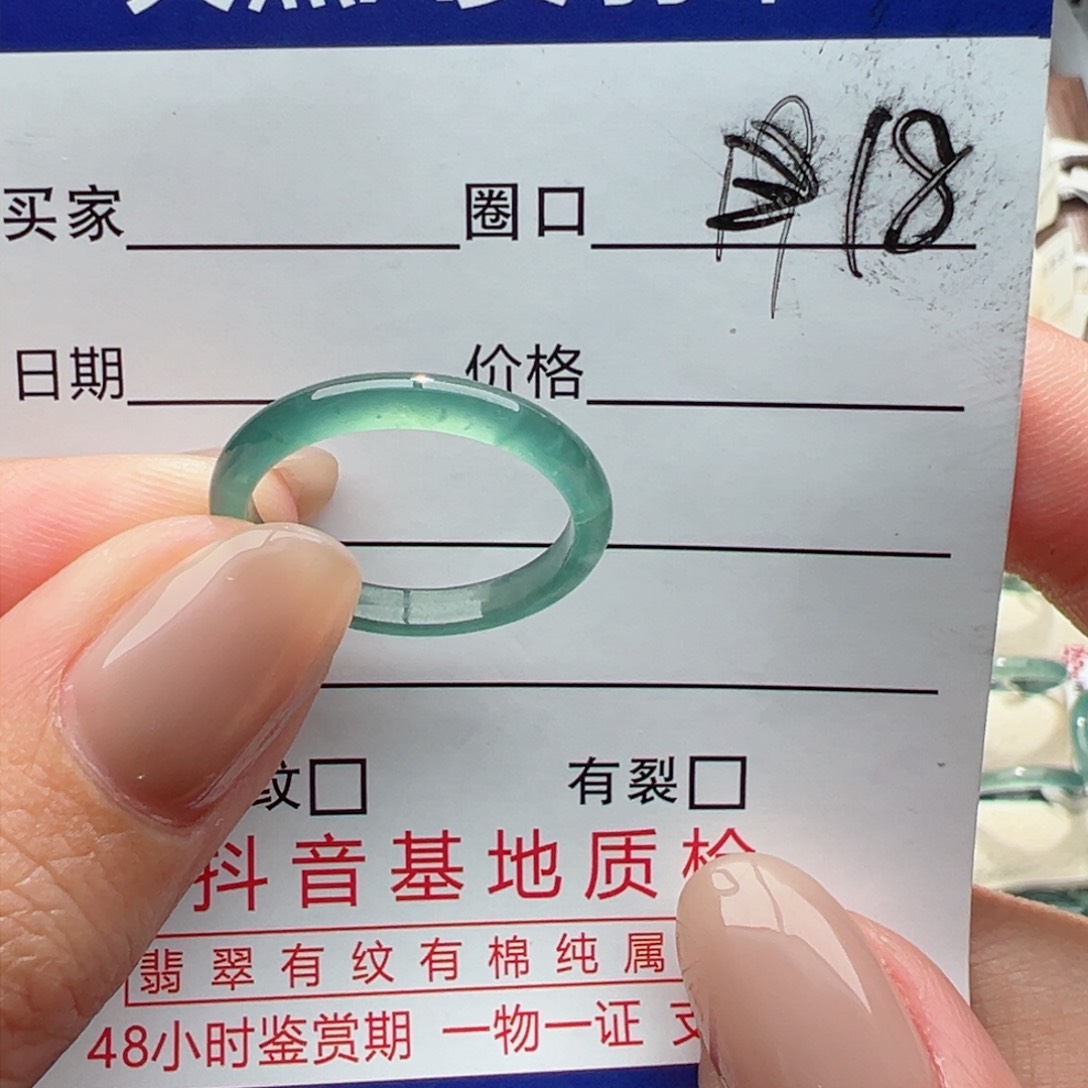 买家 圈口 18
日期 价格
纹□ 有裂□
抖音基地质检
翡翠有纹有棉纯属
48小时鉴赏期 一物一证